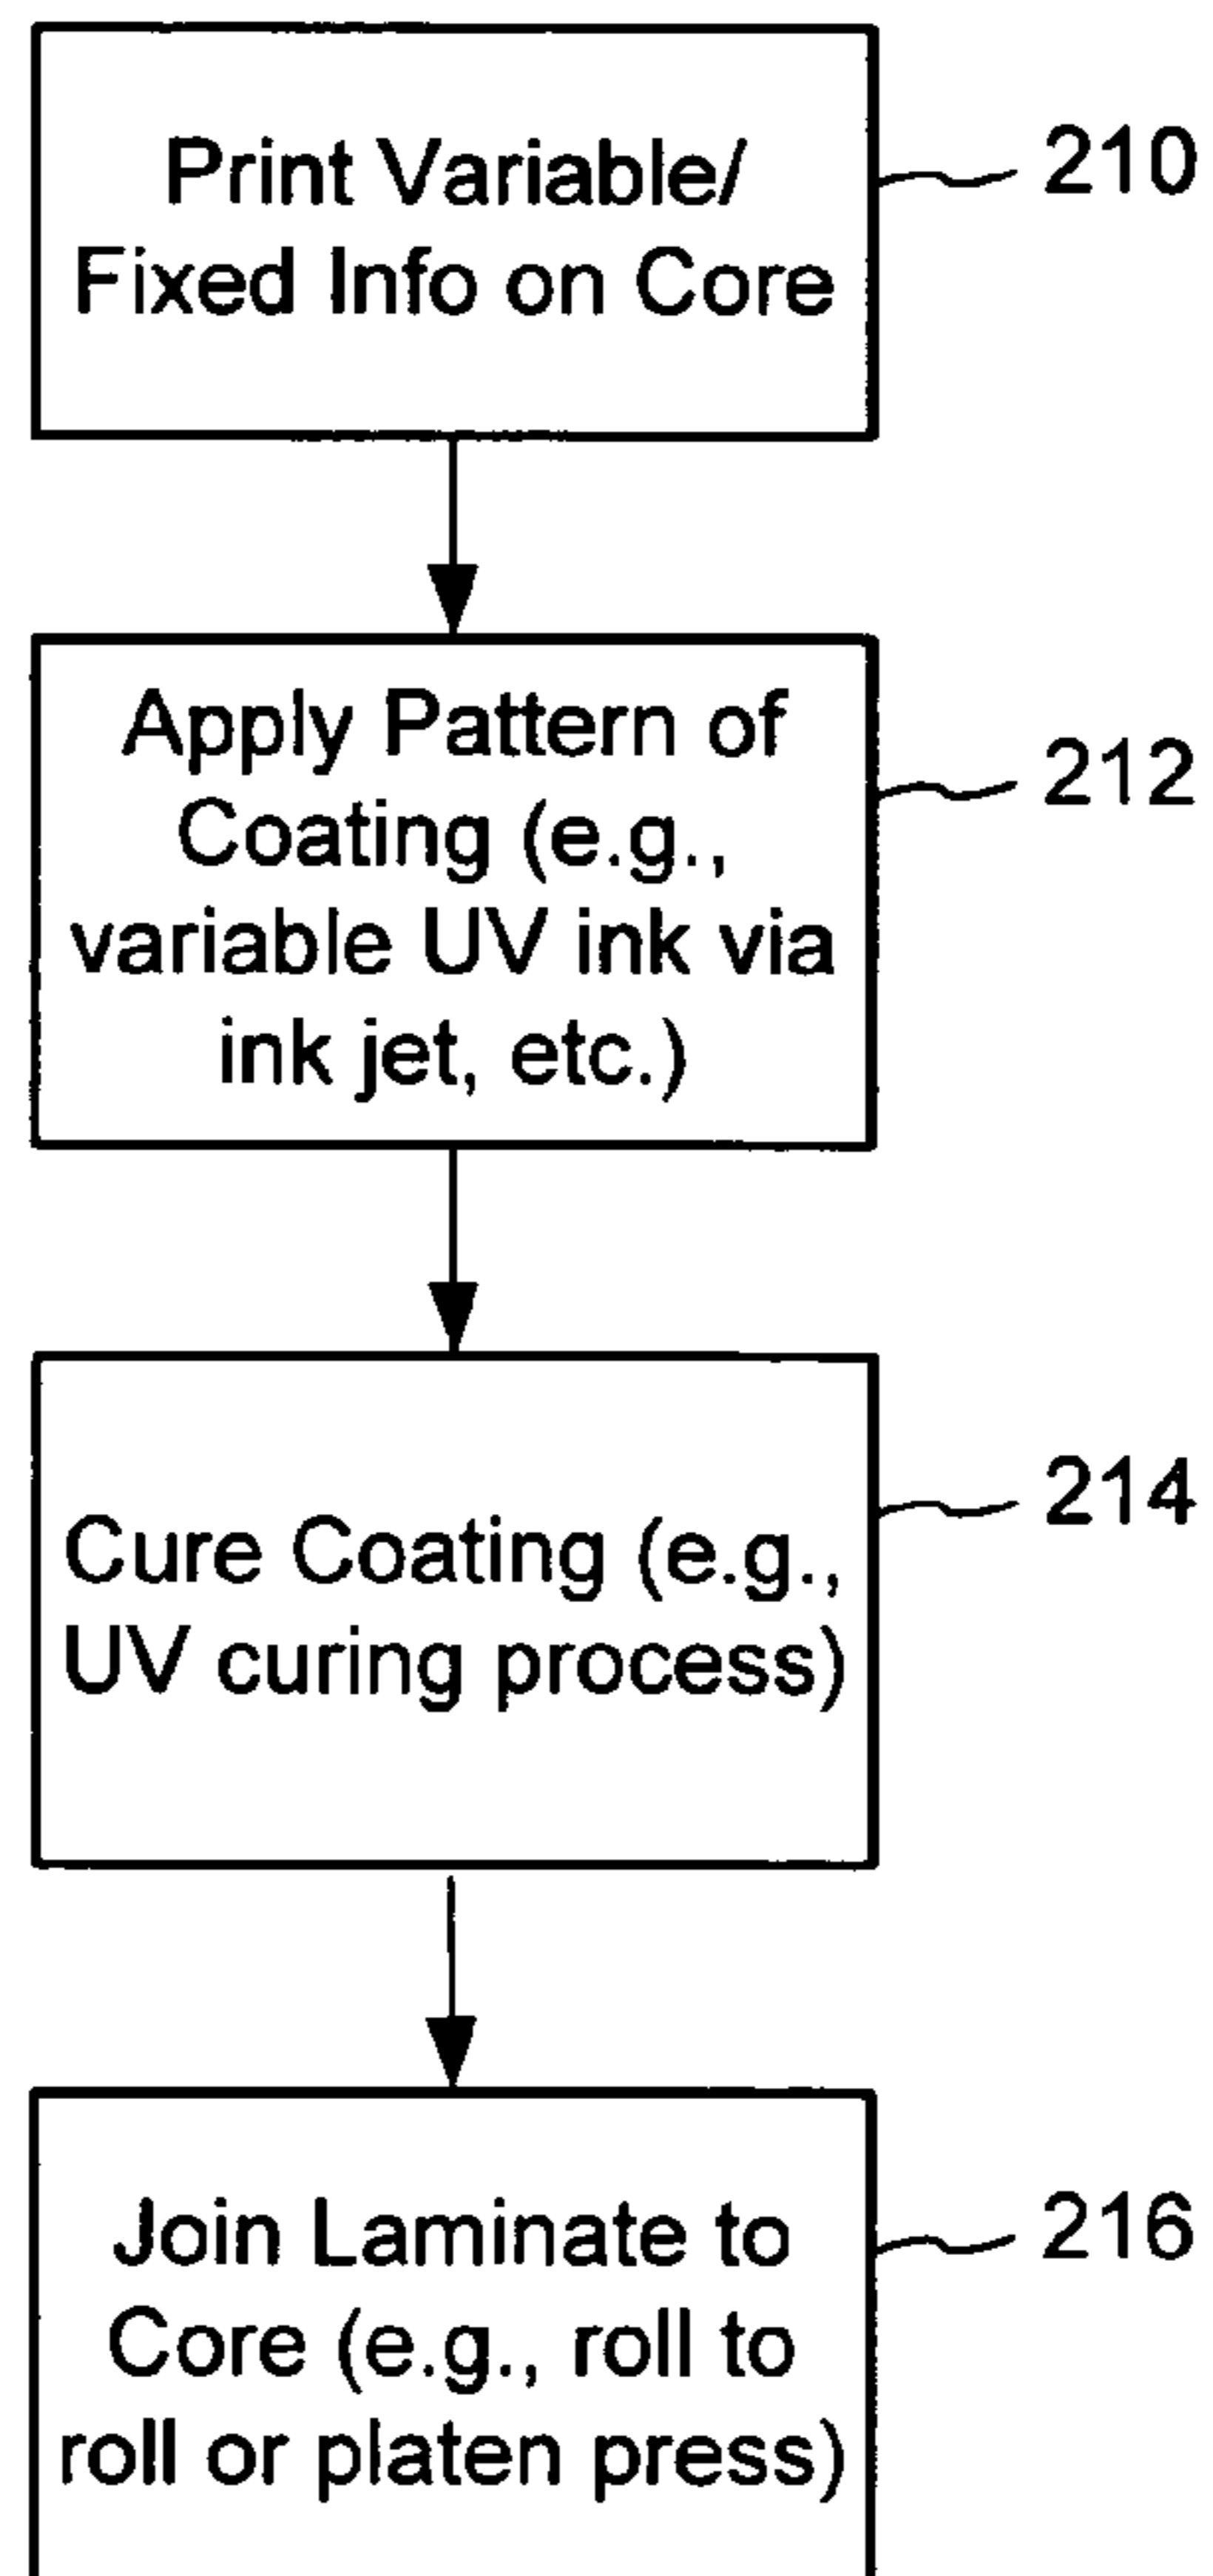 Print Variable/
Fixed Info on Core
210
Apply Pattern of
Coating (e.g.,
variable UV ink via
ink jet, etc.)
212
Cure Coating (e.g.,
UV curing process)
214
Join Laminate to
Core (e.g., roll to
roll or platen press)
216